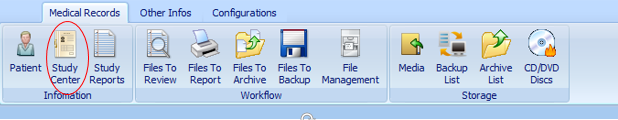 Medical Records Other Infos Configurations
Patient Study Center Study Reports Files To Review Files To Report Files To Archive Files To Backup File Management Media Backup List Archive List CD/DVD Discs
Infomation Workflow Storage